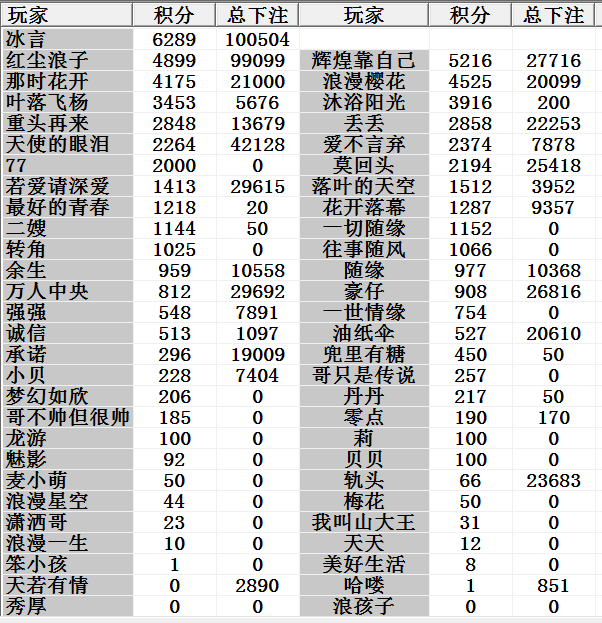 玩家 积分 总下注 玩家 积分 总下注
冰言 6289 100504
红尘浪子 4899 99099 辉煌靠自己 5216 27716
那时花开 4175 21000 浪漫樱花 4525 20099
叶落飞杨 3453 5676 沐浴阳光 3916 200
重头再来 2848 13679 丢丢 2858 22253
天使的眼泪 2264 42128 爱不言弃 2374 7878
77 2000 0 莫回头 2194 25418
若爱请深爱 1413 29615 落叶的天空 1512 3952
最好的青春 1218 20 花开落幕 1287 9357
二嫂 1144 50 一切随缘 1152 0
转角 1025 0 往事随风 1066 0
余生 959 10558 随缘 977 10368
万人中央 812 29692 豪仔 908 26816
强强 548 7891 一世情缘 754 0
诚信 513 1097 油纸伞 527 20610
承诺 296 19009 兜里有糖 450 50
小贝 228 7404 哥只是传说 257 0
梦幻如欣 206 0 丹丹 217 50
哥不帅但很帅 185 0 零点 190 170
龙游 100 0 莉 100 0
魅影 92 0 贝贝 100 0
麦小萌 50 0 轨头 66 23683
浪漫星空 44 0 梅花 50 0
潇洒哥 23 0 我叫山大王 31 0
浪漫一生 10 0 天天 12 0
笨小孩 1 0 美好生活 8 0
天若有情 0 2890 哈喽 1 851
秀厚 0 0 浪孩子 0 0